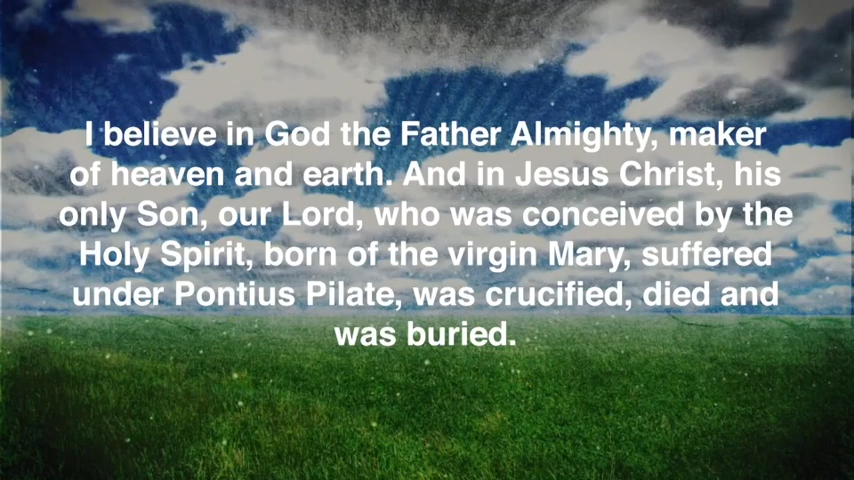 I believe in God the Father Almighty, maker
of heaven and earth. And in Jesus Christ, his
only Son, our Lord, who was conceived by the
Holy Spirit, born of the virgin Mary, suffered
under Pontius Pilate, was crucified, died and
was buried.